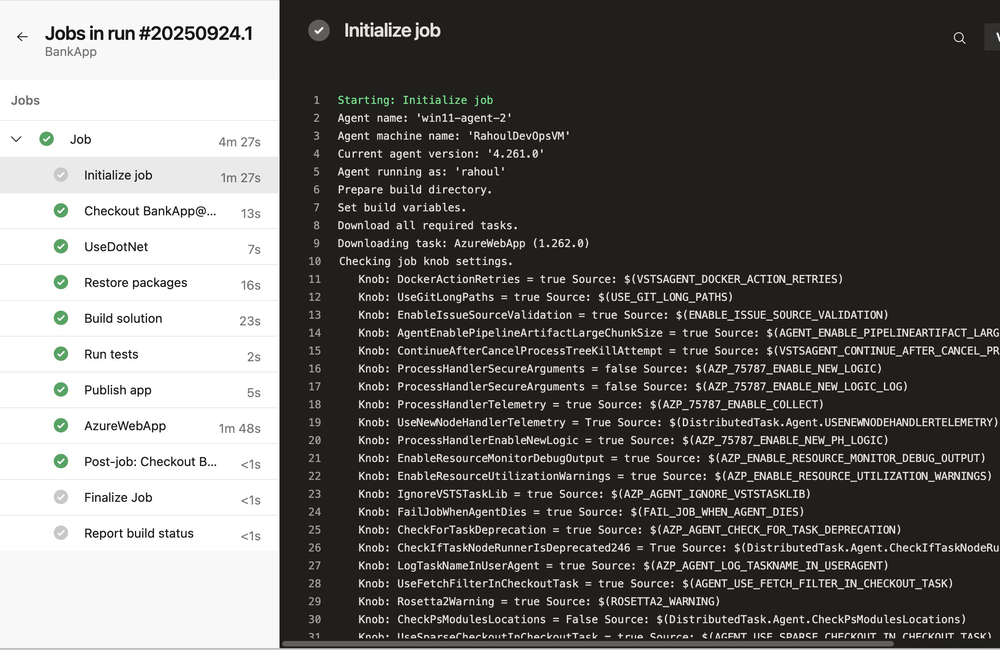 Jobs in run #20250924.1
BankApp
Jobs
Job 4m 27s
Initialize job 1m 27s
Checkout BankApp@... 13s
UseDotNet 7s
Restore packages 16s
Build solution 23s
Run tests 2s
Publish app 5s
AzureWebApp 1m 48s
Post-job: Checkout B... <1s
Finalize Job <1s
Report build status <1s
Initialize job
1 Starting: Initialize job
2 Agent name: 'win11-agent-2'
3 Agent machine name: 'RahoulDevOpsVM'
4 Current agent version: '4.261.0'
5 Agent running as: 'rahoul'
6 Prepare build directory.
7 Set build variables.
8 Download all required tasks.
9 Downloading task: AzureWebApp (1.262.0)
10 Checking job knob settings.
11 Knob: DockerActionRetries = true Source: $(VSTSAGENT_DOCKER_ACTION_RETRIES)
12 Knob: UseGitLongPaths = true Source: $(USE_GIT_LONG_PATHS)
13 Knob: EnableIssueSourceValidation = true Source: $(ENABLE_ISSUE_SOURCE_VALIDATION)
14 Knob: AgentEnablePipelineArtifactLargeChunkSize = true Source: $(AGENT_ENABLE_PIPELINEARTIFACT_LARG
15 Knob: ContinueAfterCancelProcessTreeKillAttempt = true Source: $(VSTSAGENT_CONTINUE_AFTER_CANCEL_PR
16 Knob: ProcessHandlerSecureArguments = false Source: $(AZP_75787_ENABLE_NEW_LOGIC)
17 Knob: ProcessHandlerSecureArguments = false Source: $(AZP_75787_ENABLE_NEW_LOGIC_LOG)
18 Knob: ProcessHandlerTelemetry = true Source: $(AZP_75787_ENABLE_COLLECT)
19 Knob: UseNewNodeHandlerTelemetry = True Source: $(DistributedTask.Agent.USENEWNODEHANDLERTELEMETRY)
20 Knob: ProcessHandlerEnableNewLogic = true Source: $(AZP_75787_ENABLE_NEW_PH_LOGIC)
21 Knob: EnableResourceMonitorDebugOutput = true Source: $(AZP_ENABLE_RESOURCE_MONITOR_DEBUG_OUTPUT)
22 Knob: EnableResourceUtilizationWarnings = true Source: $(AZP_ENABLE_RESOURCE_UTILIZATION_WARNINGS)
23 Knob: IgnoreVSTSTaskLib = true Source: $(AZP_AGENT_IGNORE_VSTSTASKLIB)
24 Knob: FailJobWhenAgentDies = true Source: $(FAIL_JOB_WHEN_AGENT_DIES)
25 Knob: CheckForTaskDeprecation = true Source: $(AZP_AGENT_CHECK_FOR_TASK_DEPRECATION)
26 Knob: CheckIfTaskNodeRunnerIsDeprecated246 = True Source: $(DistributedTask.Agent.CheckIfTaskNodeRu
27 Knob: LogTaskNameInUserAgent = true Source: $(AZP_AGENT_LOG_TASKNAME_IN_USERAGENT)
28 Knob: UseFetchFilterInCheckoutTask = true Source: $(AGENT_USE_FETCH_FILTER_IN_CHECKOUT_TASK)
29 Knob: Rosetta2Warning = true Source: $(ROSETTA2_WARNING)
30 Knob: CheckPsModulesLocations = False Source: $(DistributedTask.Agent.CheckPsModulesLocations)
31 Knob: UseSparseCheckoutInCheckoutTask = true Source: $(AGENT_USE_SPARSE_CHECKOUT_IN_CHECKOUT_TASK)